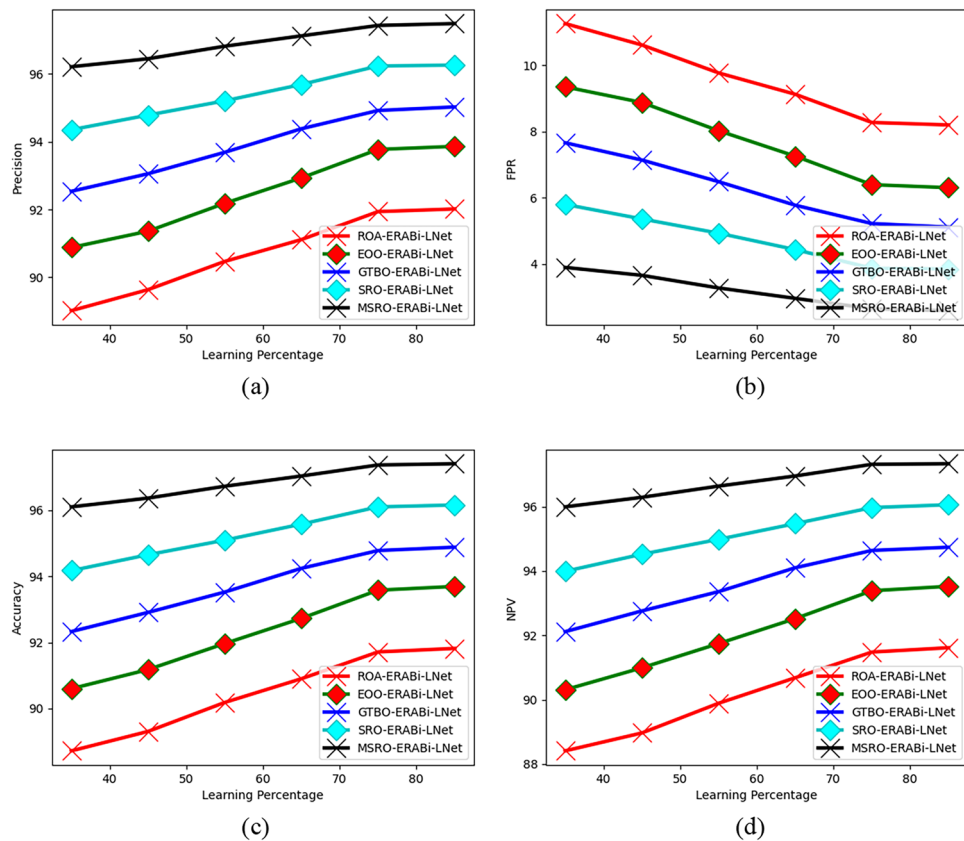 96
94
92
90
Precision
40
50
60
70
80
Learning Percentage
ROA-ERABi-LNet
EOO-ERABi-LNet
GTBO-ERABi-LNet
SRO-ERABi-LNet
MSRO-ERABi-LNet
(a)
10
8
6
4
FPR
40
50
60
70
80
Learning Percentage
ROA-ERABi-LNet
EOO-ERABi-LNet
GTBO-ERABi-LNet
SRO-ERABi-LNet
MSRO-ERABi-LNet
(b)
96
94
92
90
Accuracy
40
50
60
70
80
Learning Percentage
ROA-ERABi-LNet
EOO-ERABi-LNet
GTBO-ERABi-LNet
SRO-ERABi-LNet
MSRO-ERABi-LNet
(c)
96
94
92
90
88
NPV
40
50
60
70
80
Learning Percentage
ROA-ERABi-LNet
EOO-ERABi-LNet
GTBO-ERABi-LNet
SRO-ERABi-LNet
MSRO-ERABi-LNet
(d)